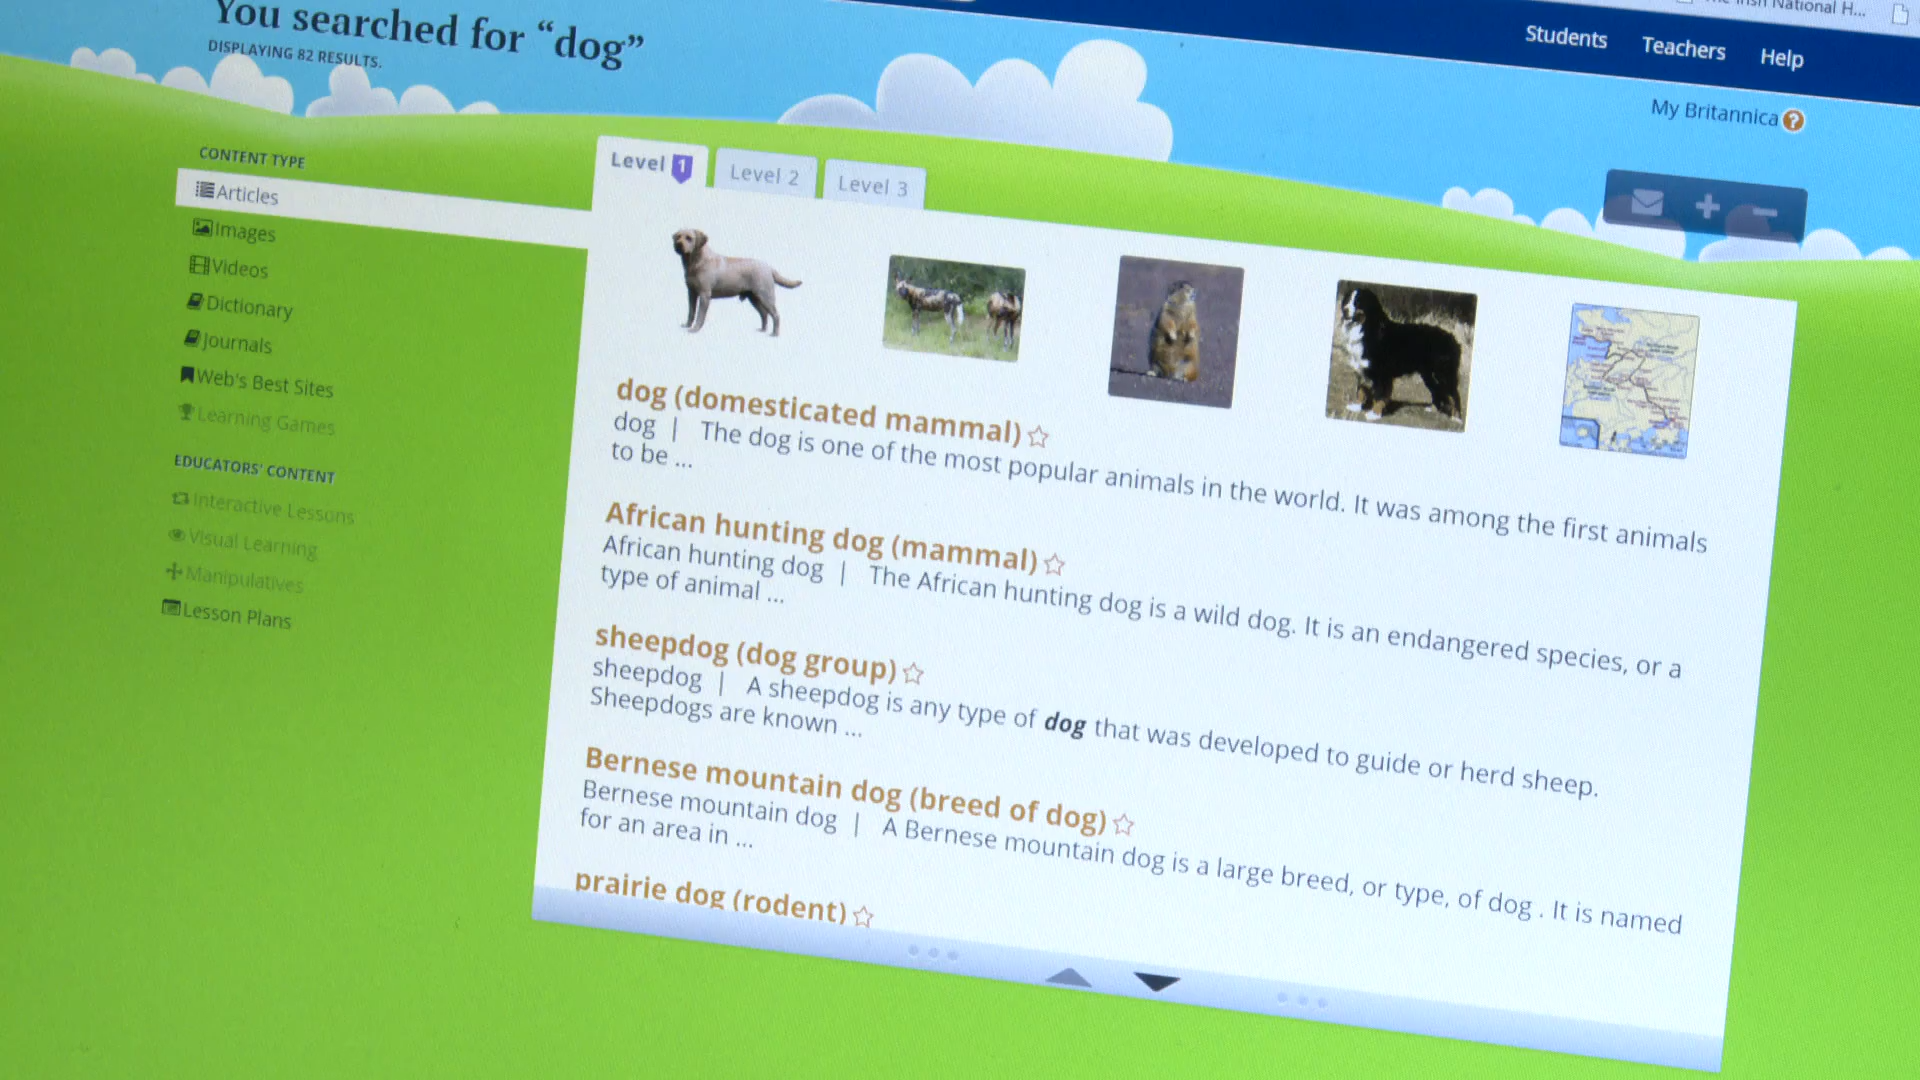 You searched for “dog”
DISPLAYING 82 RESULTS.
National H...
Students Teachers Help
My Britannica ?
CONTENT TYPE
Articles
Images
Videos
Dictionary
Journals
Web's Best Sites
Learning Games
EDUCATORS' CONTENT
Interactive Lessons
Visual Learning
Manipulatives
Lesson Plans
Level 1 Level 2 Level 3
dog (domesticated mammal)
dog | The dog is one of the most popular animals in the world. It was among the first animals
to be ...
African hunting dog (mammal)
African hunting dog | The African hunting dog is a wild dog. It is an endangered species, or a
type of animal ...
sheepdog (dog group)
sheepdog | A sheepdog is any type of dog that was developed to guide or herd sheep.
Sheepdogs are known ...
Bernese mountain dog (breed of dog)
Bernese mountain dog | A Bernese mountain dog is a large breed, or type, of dog . It is named
for an area in ...
prairie dog (rodent)